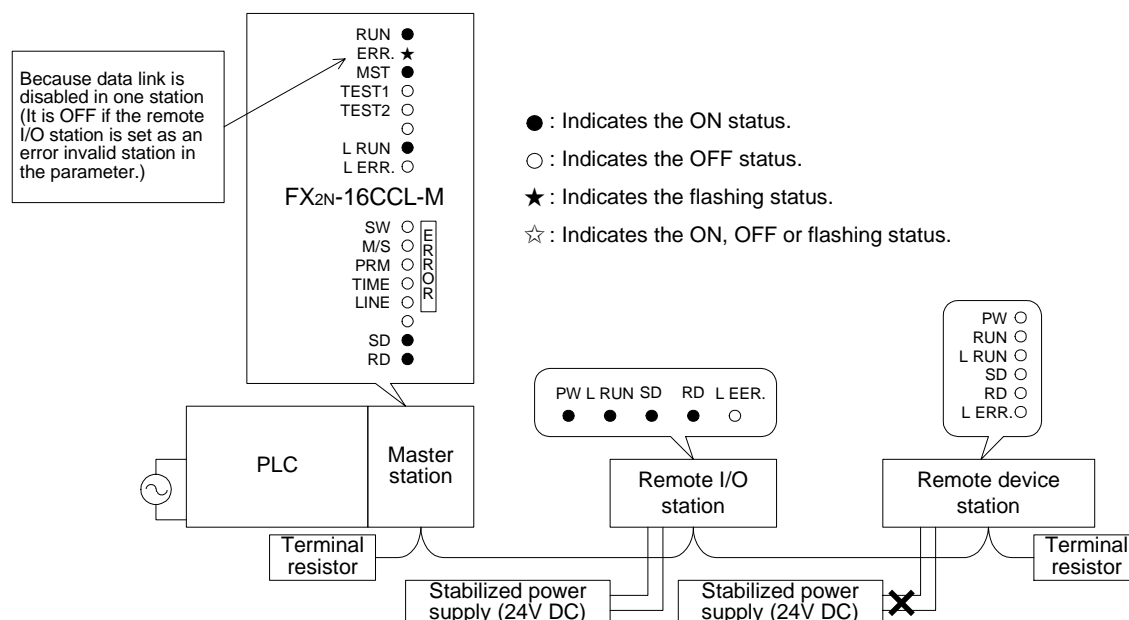 Because data link is
disabled in one station
(It is OFF if the remote
I/O station is set as an
error invalid station in
the parameter.)
RUN
ERR.
MST
TEST1
TEST2
L RUN
L ERR.
FX2N-16CCL-M
SW
M/S
PRM
TIME
LINE
ERROR
SD
RD
: Indicates the ON status.
: Indicates the OFF status.
: Indicates the flashing status.
: Indicates the ON, OFF or flashing status.
PW L RUN SD RD L EER.
PW
RUN
L RUN
SD
RD
L ERR.
PLC
Master
station
Remote I/O
station
Remote device
station
Terminal
resistor
Stabilized power
supply (24V DC)
Stabilized power
supply (24V DC)
Terminal
resistor